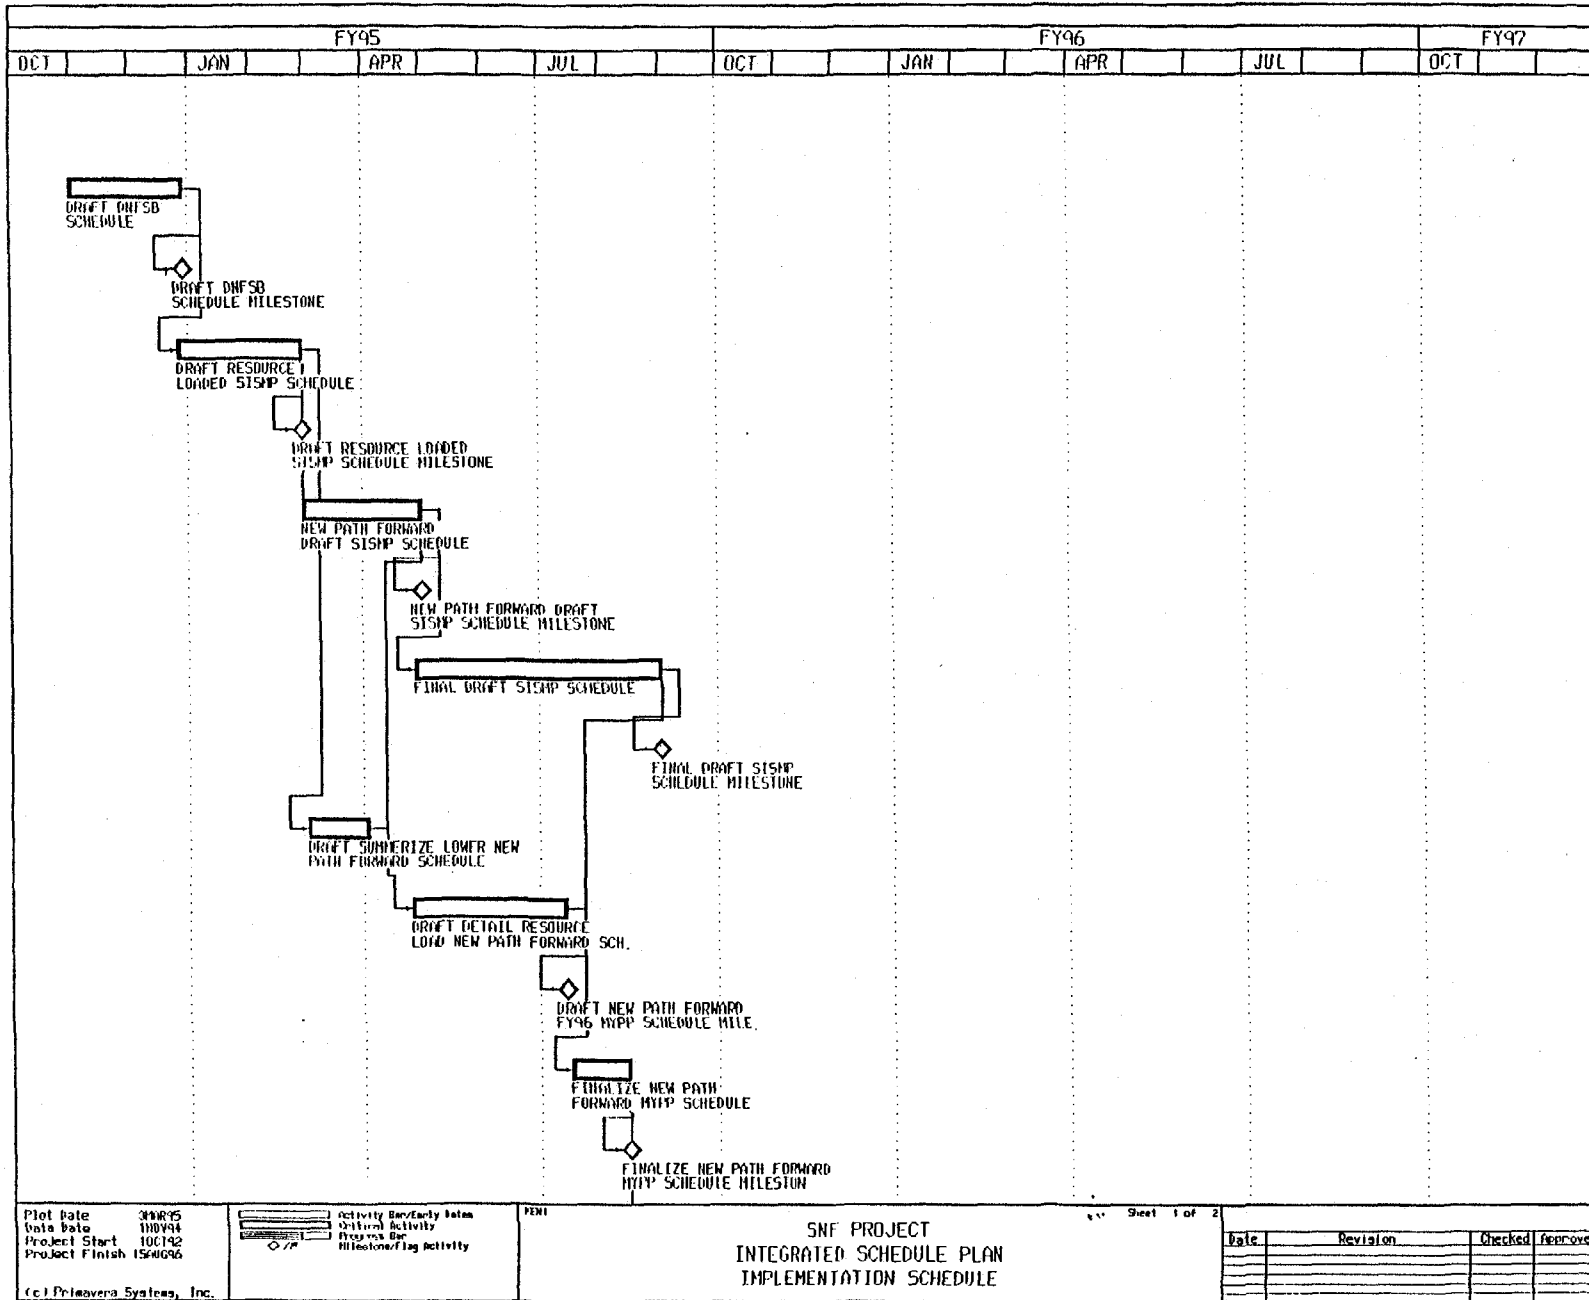 FY95 FY96 FY97
OCT JAN APR JUL OCT JAN APR JUL OCT
DRAFT DNFSB
SCHEDULE
DRAFT DNFSB
SCHEDULE MILESTONE
DRAFT RESOURCE
LOADED SISMP SCHEDULE
DRAFT RESOURCE LOADED
SISMP SCHEDULE MILESTONE
NEW PATH FORWARD
DRAFT SISMP SCHEDULE
NEW PATH FORWARD DRAFT
SISMP SCHEDULE MILESTONE
FINAL DRAFT SISMP SCHEDULE
FINAL DRAFT SISMP
SCHEDULE MILESTONE
DRAFT SUMMERIZE LOWER NEW
PATH FORWARD SCHEDULE
DRAFT DETAIL RESOURCE
LOAD NEW PATH FORWARD SCH.
DRAFT NEW PATH FORWARD
FY96 MYPP SCHEDULE MILE.
FINALIZE NEW PATH
FORWARD MYPP SCHEDULE
FINALIZE NEW PATH FORWARD
MYPP SCHEDULE MILESTON
Plot Date 3MAR95
Data Date 1NOV94
Project Start 1OCT92
Project Finish 15AUG96
(c) Primavera Systems, Inc.
Activity Bar/Early Dates
Critical Activity
Progress Bar
Milestone/Flag Activity
SNF PROJECT
INTEGRATED SCHEDULE PLAN
IMPLEMENTATION SCHEDULE
Sheet 1 of 2
Date Revision Checked Approve